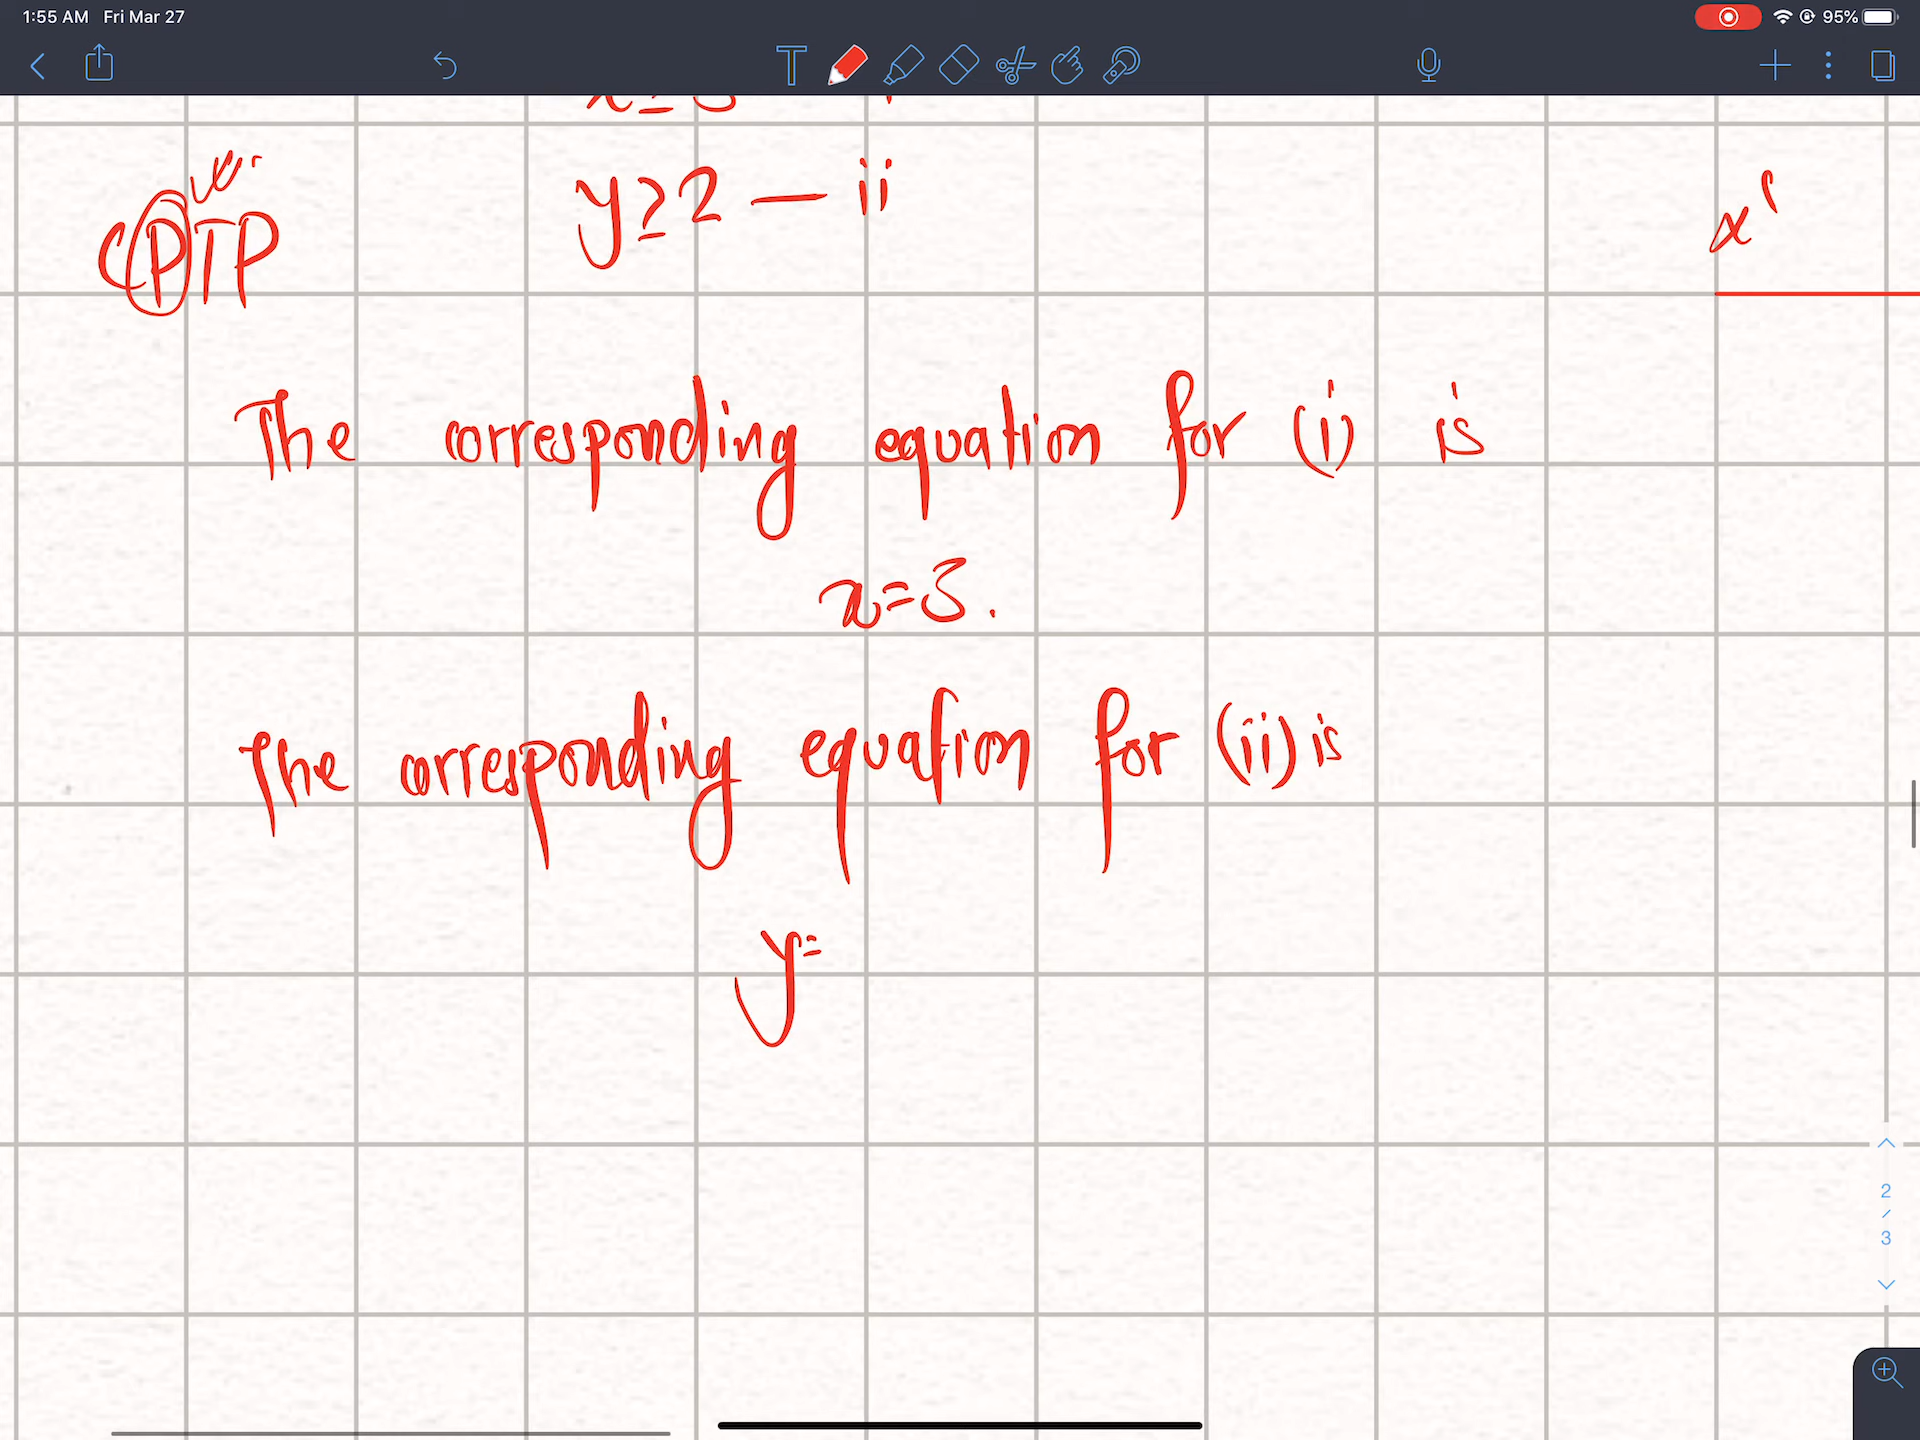 1:55 AM Fri Mar 27
95%
y ≥ 2 — ii
CPTP
x'
The corresponding equation for (i) is
x=3.
The corresponding equation for (ii) is
y=
2
/
3